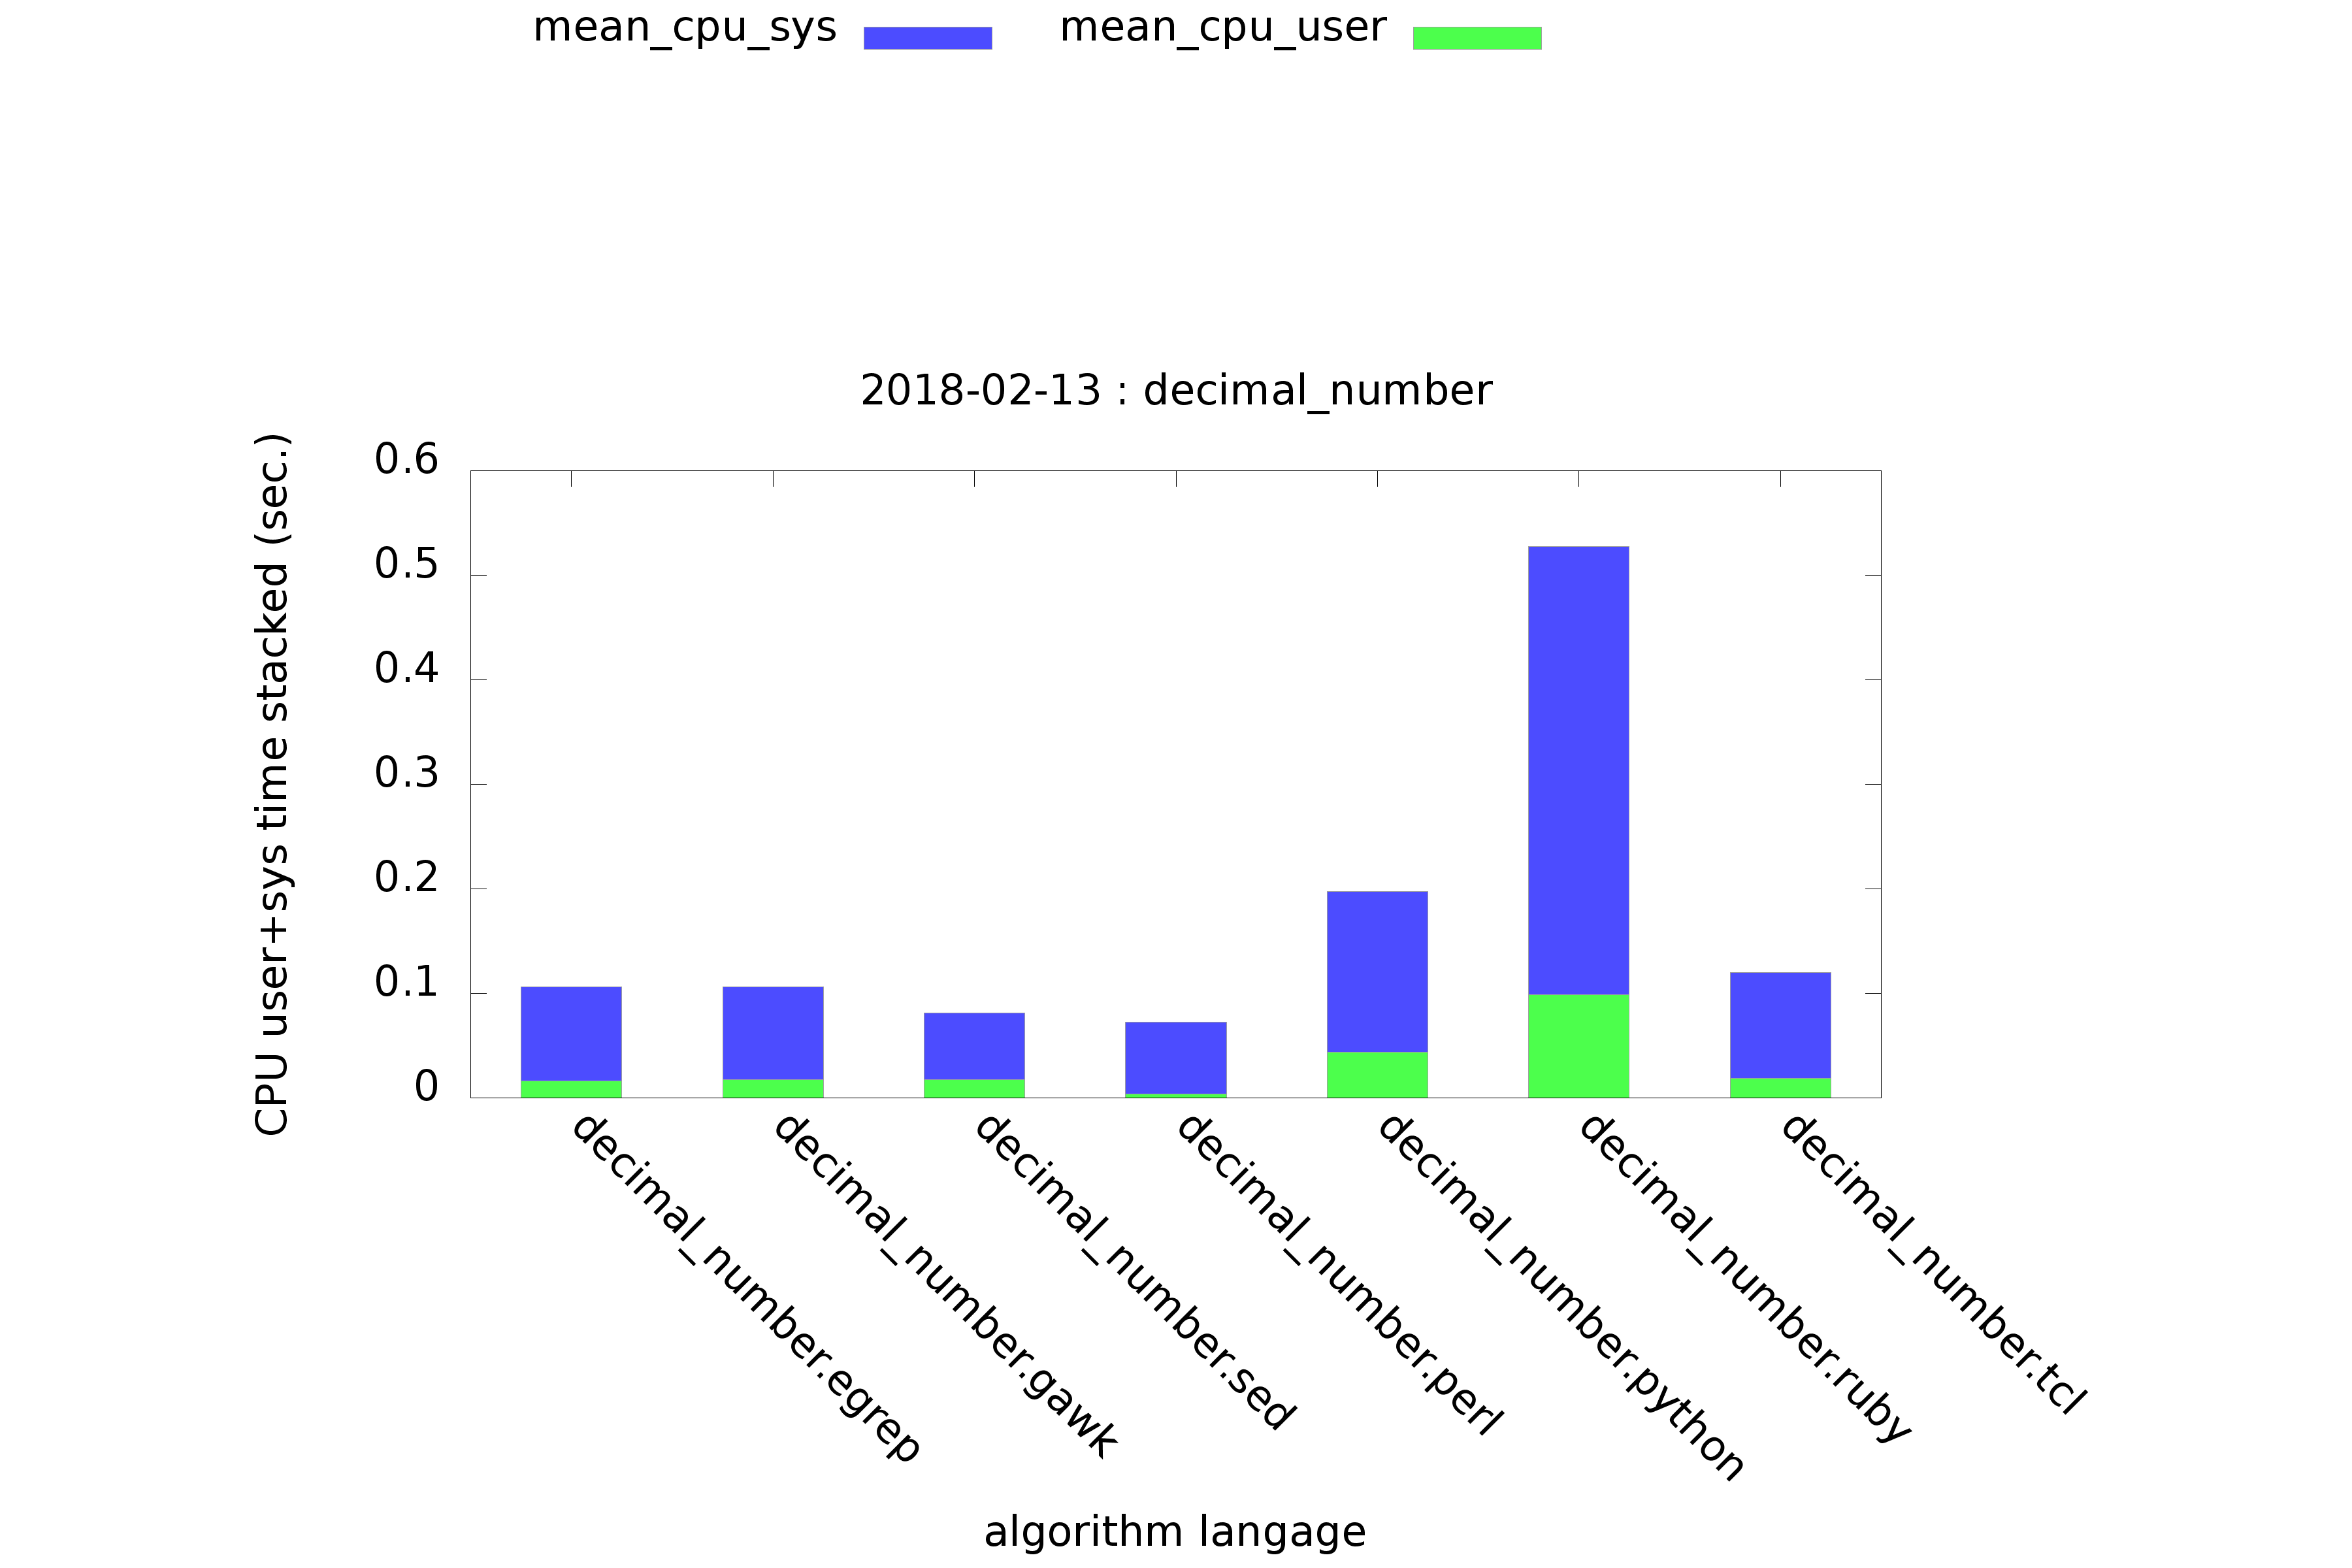 mean_cpu_sys mean_cpu_user
2018-02-13 : decimal_number
CPU user+sys time stacked (sec.)
0.6
0.5
0.4
0.3
0.2
0.1
0
decimal_number.egrep
decimal_number.gawk
decimal_number.sed
decimal_number.perl
decimal_number.python
decimal_number.ruby
decimal_number.tcl
algorithm langage